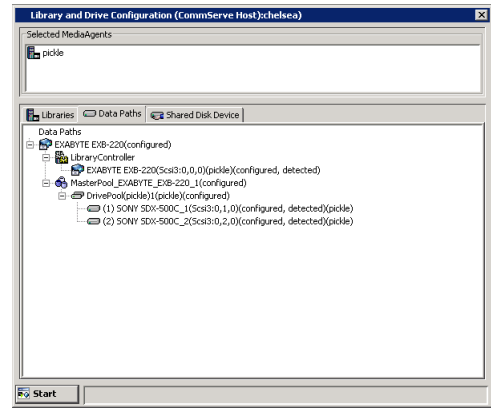 Library and Drive Configuration (CommServe Host):chelsea)
Selected MediaAgents
pickle
Libraries Data Paths Shared Disk Device
Data Paths
EXABYTE EXB-220(configured)
LibraryController
EXABYTE EXB-220(Scsi3:0,0,0)(pickle)(configured, detected)
MasterPool_EXABYTE_EXB-220_1(configured)
DrivePool(pickle)1(pickle)(configured)
(1) SONY SDX-500C_1(Scsi3:0,1,0)(configured, detected)(pickle)
(2) SONY SDX-500C_2(Scsi3:0,2,0)(configured, detected)(pickle)
Start